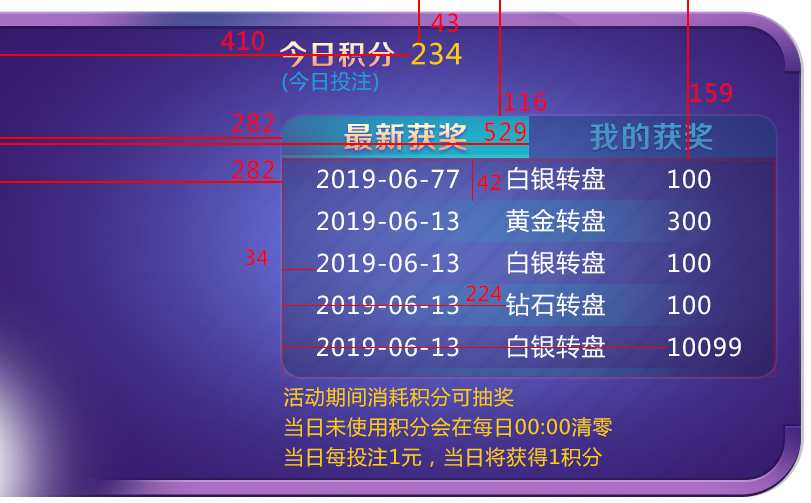 43
410 今日积分 234
(今日投注)
159
116
282 最新获奖 529 我的获奖
282 2019-06-77 42 白银转盘 100
2019-06-13 黄金转盘 300
34 2019-06-13 白银转盘 100
2019-06-13 224 钻石转盘 100
2019-06-13 白银转盘 10099
活动期间消耗积分可抽奖
当日未使用积分会在每日00:00清零
当日每投注1元，当日将获得1积分